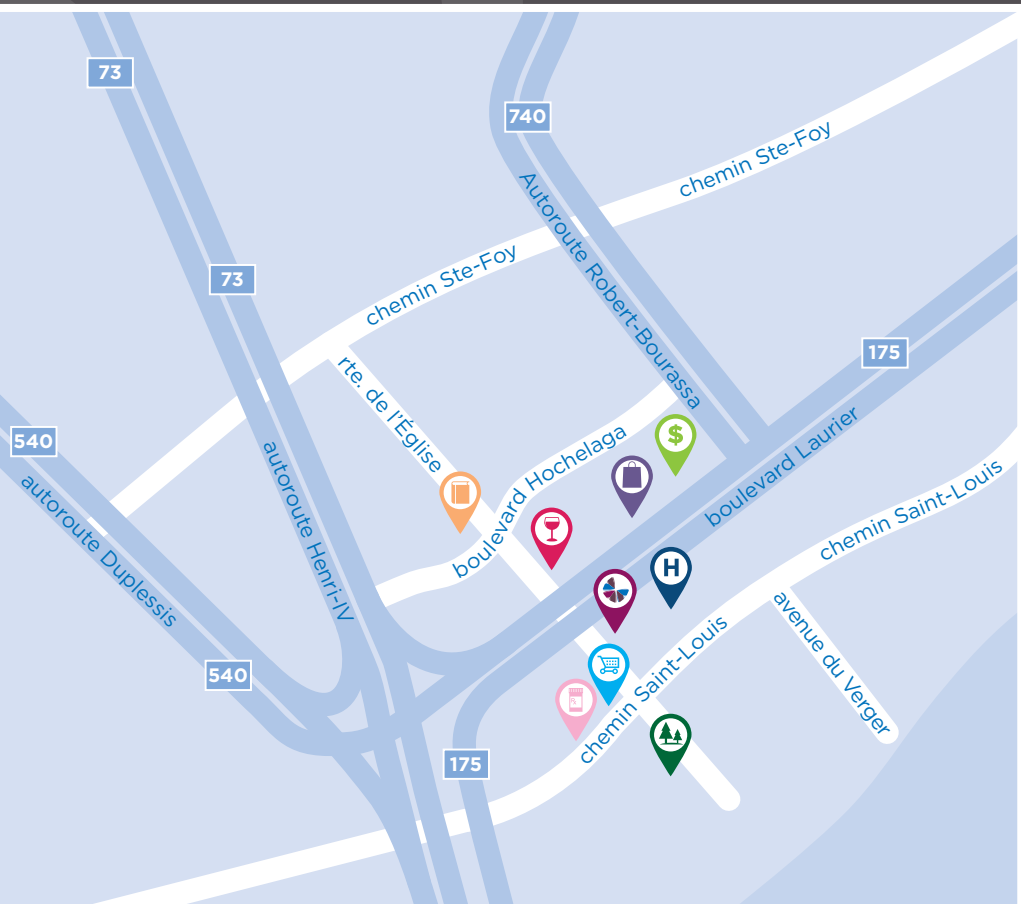 73
740
chemin Ste-Foy
Autoroute Robert-Bourassa
chemin Ste-Foy
73
175
rte. de l'Église
540
boulevard Laurier
$
boulevard Hochelaga
autoroute Henri-IV
chemin Saint-Louis
autoroute Duplessis
H
avenue du Verger
chemin Saint-Louis
540
175